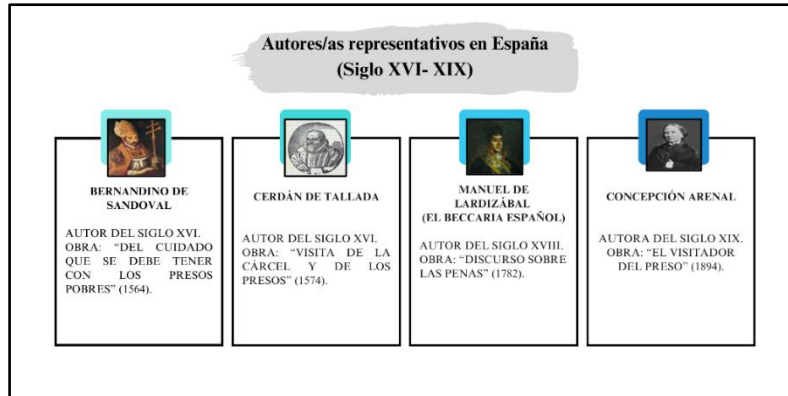 Autores/as representativos en España
(Siglo XVI- XIX)
BERNANDINO DE
SANDOVAL
AUTOR DEL SIGLO XVI.
OBRA: “DEL CUIDADO
QUE SE DEBE TENER
CON LOS PRESOS
POBRES” (1564).
CERDÁN DE TALLADA
AUTOR DEL SIGLO XVI.
OBRA: “VISITA DE LA
CÁRCEL Y DE LOS
PRESOS” (1574).
MANUEL DE
LARDIZÁBAL
(EL BECCARIA ESPAÑOL)
AUTOR DEL SIGLO XVIII.
OBRA: “DISCURSO SOBRE
LAS PENAS” (1782).
CONCEPCIÓN ARENAL
AUTORA DEL SIGLO XIX.
OBRA: “EL VISITADOR
DEL PRESO” (1894).